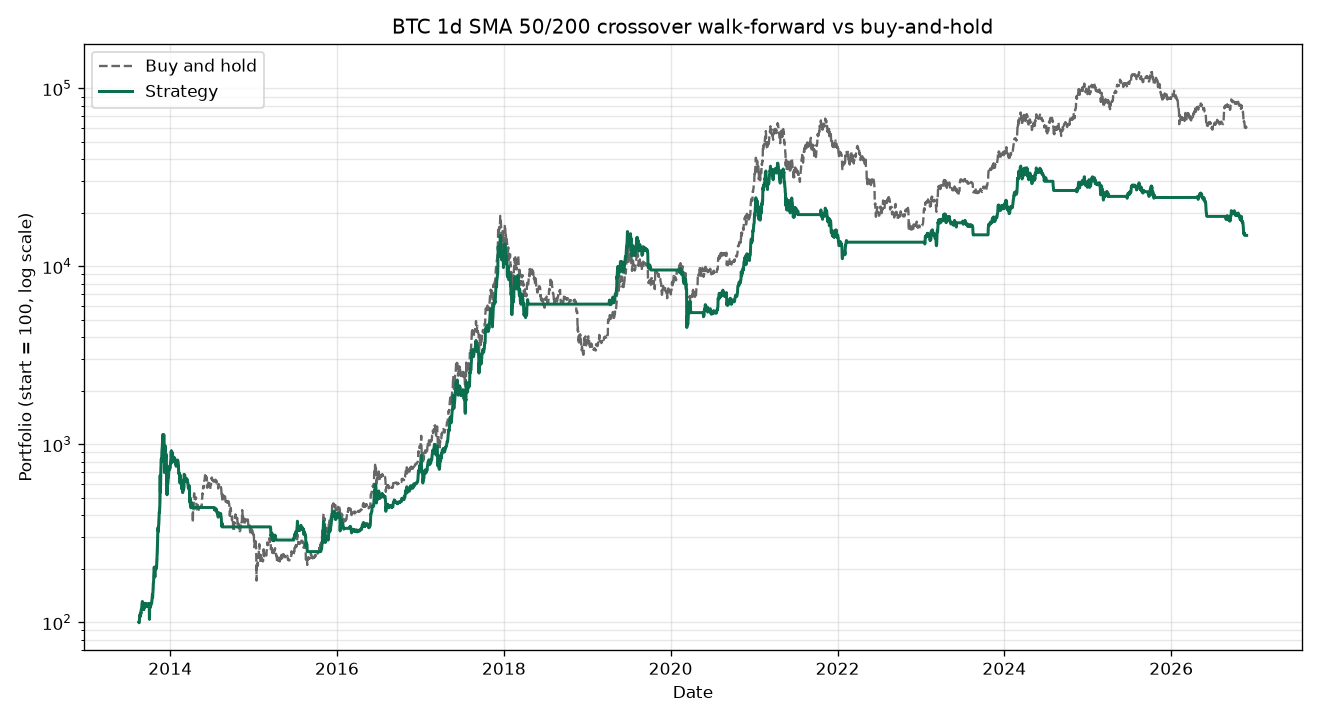 BTC 1d SMA 50/200 crossover walk-forward vs buy-and-hold
Buy and hold
Strategy
Portfolio (start = 100, log scale)
10^5
10^4
10^3
10^2
2014 2016 2018 2020 2022 2024 2026
Date